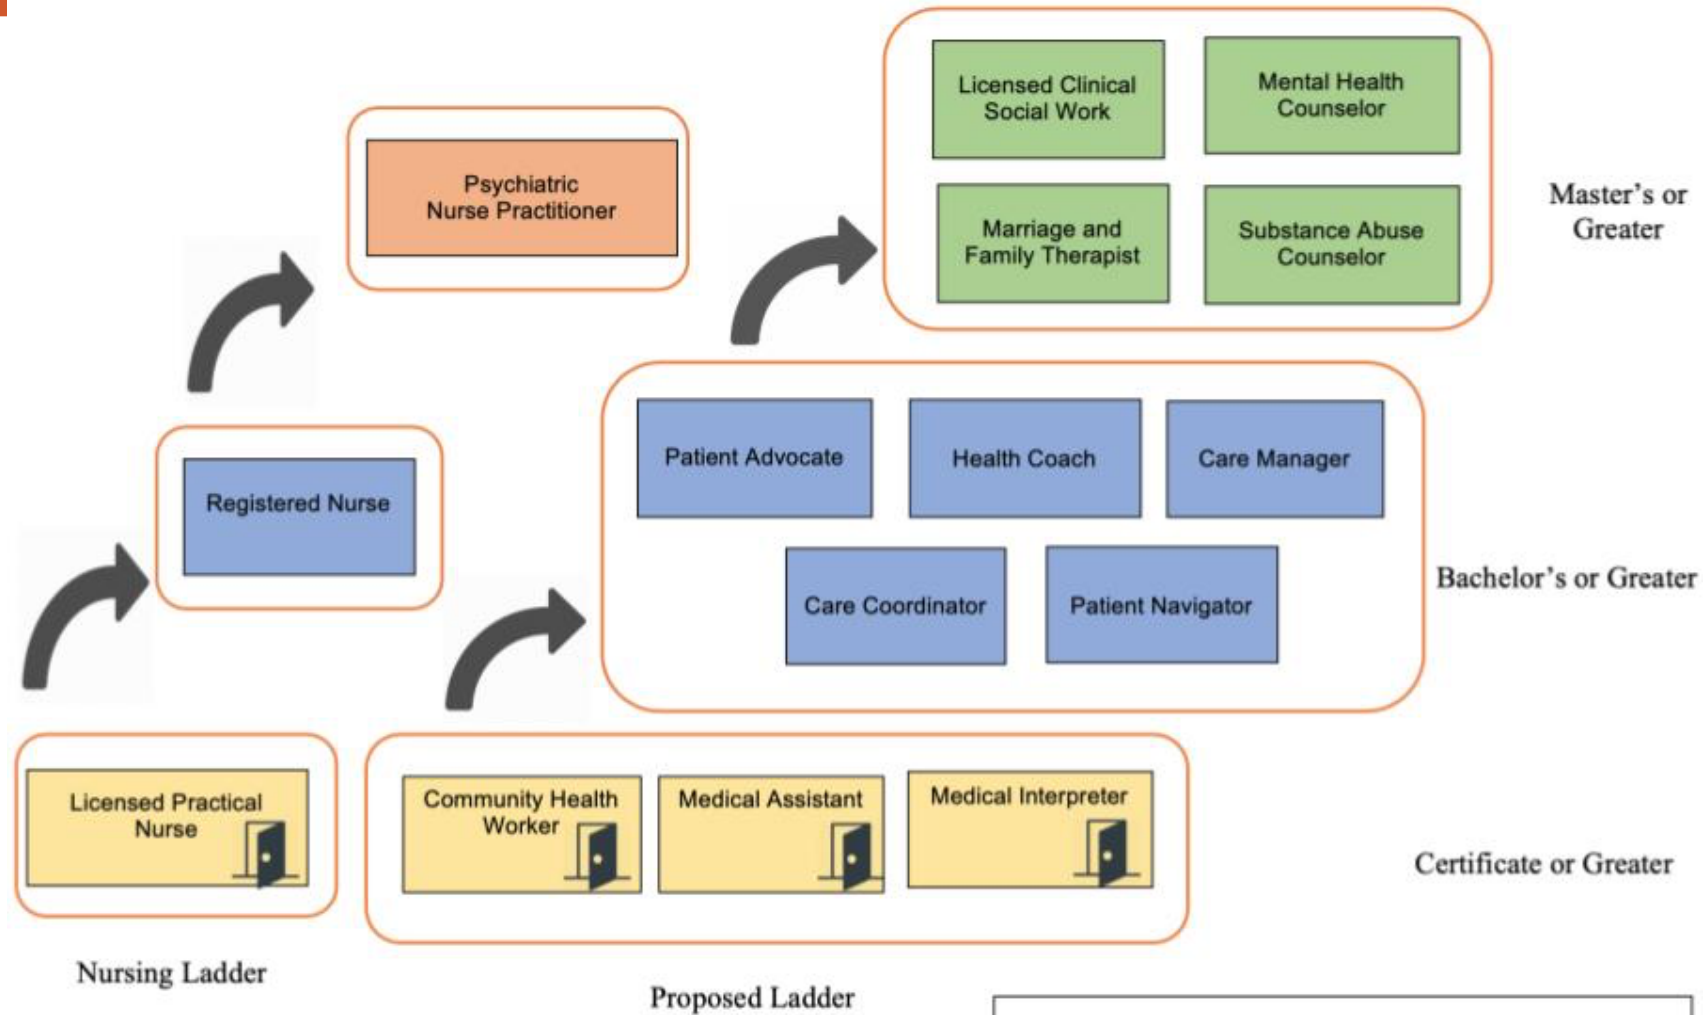 Licensed Clinical
Social Work
Mental Health
Counselor
Psychiatric
Nurse Practitioner
Marriage and
Family Therapist
Substance Abuse
Counselor
Master's or
Greater
Registered Nurse
Patient Advocate
Health Coach
Care Manager
Care Coordinator
Patient Navigator
Bachelor's or Greater
Licensed Practical
Nurse
Community Health
Worker
Medical Assistant
Medical Interpreter
Certificate or Greater
Nursing Ladder
Proposed Ladder